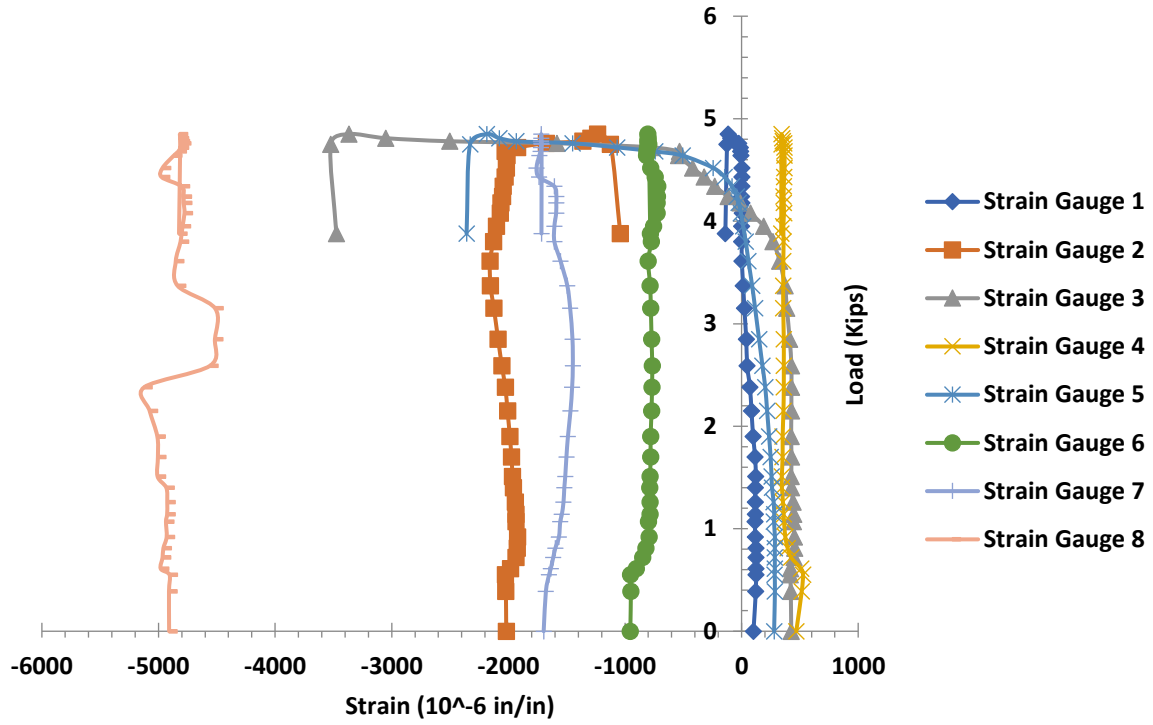 6
5
4
3
2
1
0
Load (Kips)
-6000
-5000
-4000
-3000
-2000
-1000
0
1000
Strain (10^-6 in/in)
Strain Gauge 1
Strain Gauge 2
Strain Gauge 3
Strain Gauge 4
Strain Gauge 5
Strain Gauge 6
Strain Gauge 7
Strain Gauge 8